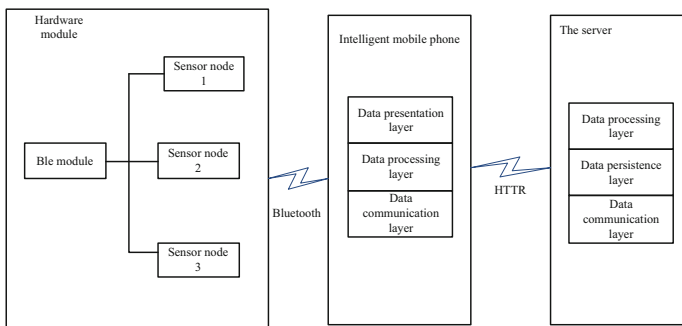 Hardware
module
Sensor node
1
Ble module
Sensor node
2
Sensor node
3
Bluetooth
Intelligent mobile phone
Data presentation
layer
Data processing
layer
Data
communication
layer
HTTR
The server
Data processing
layer
Data persistence
layer
Data
communication
layer